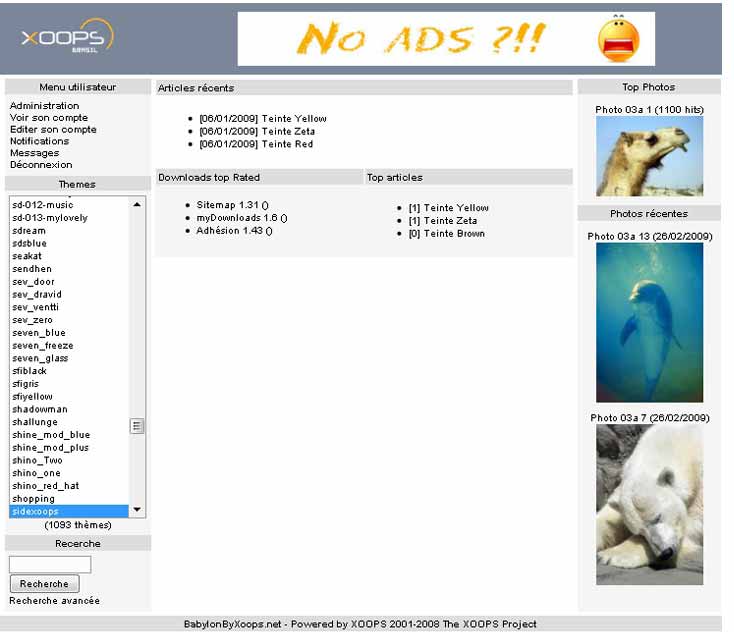 XOOPS
BRASIL
NO ADS ?!!
Menu utilisateur
Administration
Voir son compte
Editer son compte
Notifications
Messages
Déconnexion
Themes
sd-012-music
sd-013-mylovely
sdream
sdsblue
seakat
sendhen
sev_door
sev_dravid
sev_ventti
sev_zero
seven_blue
seven_freeze
seven_glass
sfiblack
sfigris
sfiyellow
shadowman
shallunge
shine_mod_blue
shine_mod_plus
shino_Two
shino_one
shino_red_hat
shopping
sidexoops
(1093 thèmes)
Recerche
Recherche
Recherche avancée
Articles récents
[06/01/2009] Teinte Yellow
[06/01/2009] Teinte Zeta
[06/01/2009] Teinte Red
Downloads top Rated
Sitemap 1.31 ()
myDownloads 1.6 ()
Adhésion 1.43 ()
Top articles
[1] Teinte Yellow
[1] Teinte Zeta
[0] Teinte Brown
Top Photos
Photo 03a 1 (1100 hits)
Photos récentes
Photo 03a 13 (26/02/2009)
Photo 03a 7 (26/02/2009)
BabylonByXoops.net - Powered by XOOPS 2001-2008 The XOOPS Project